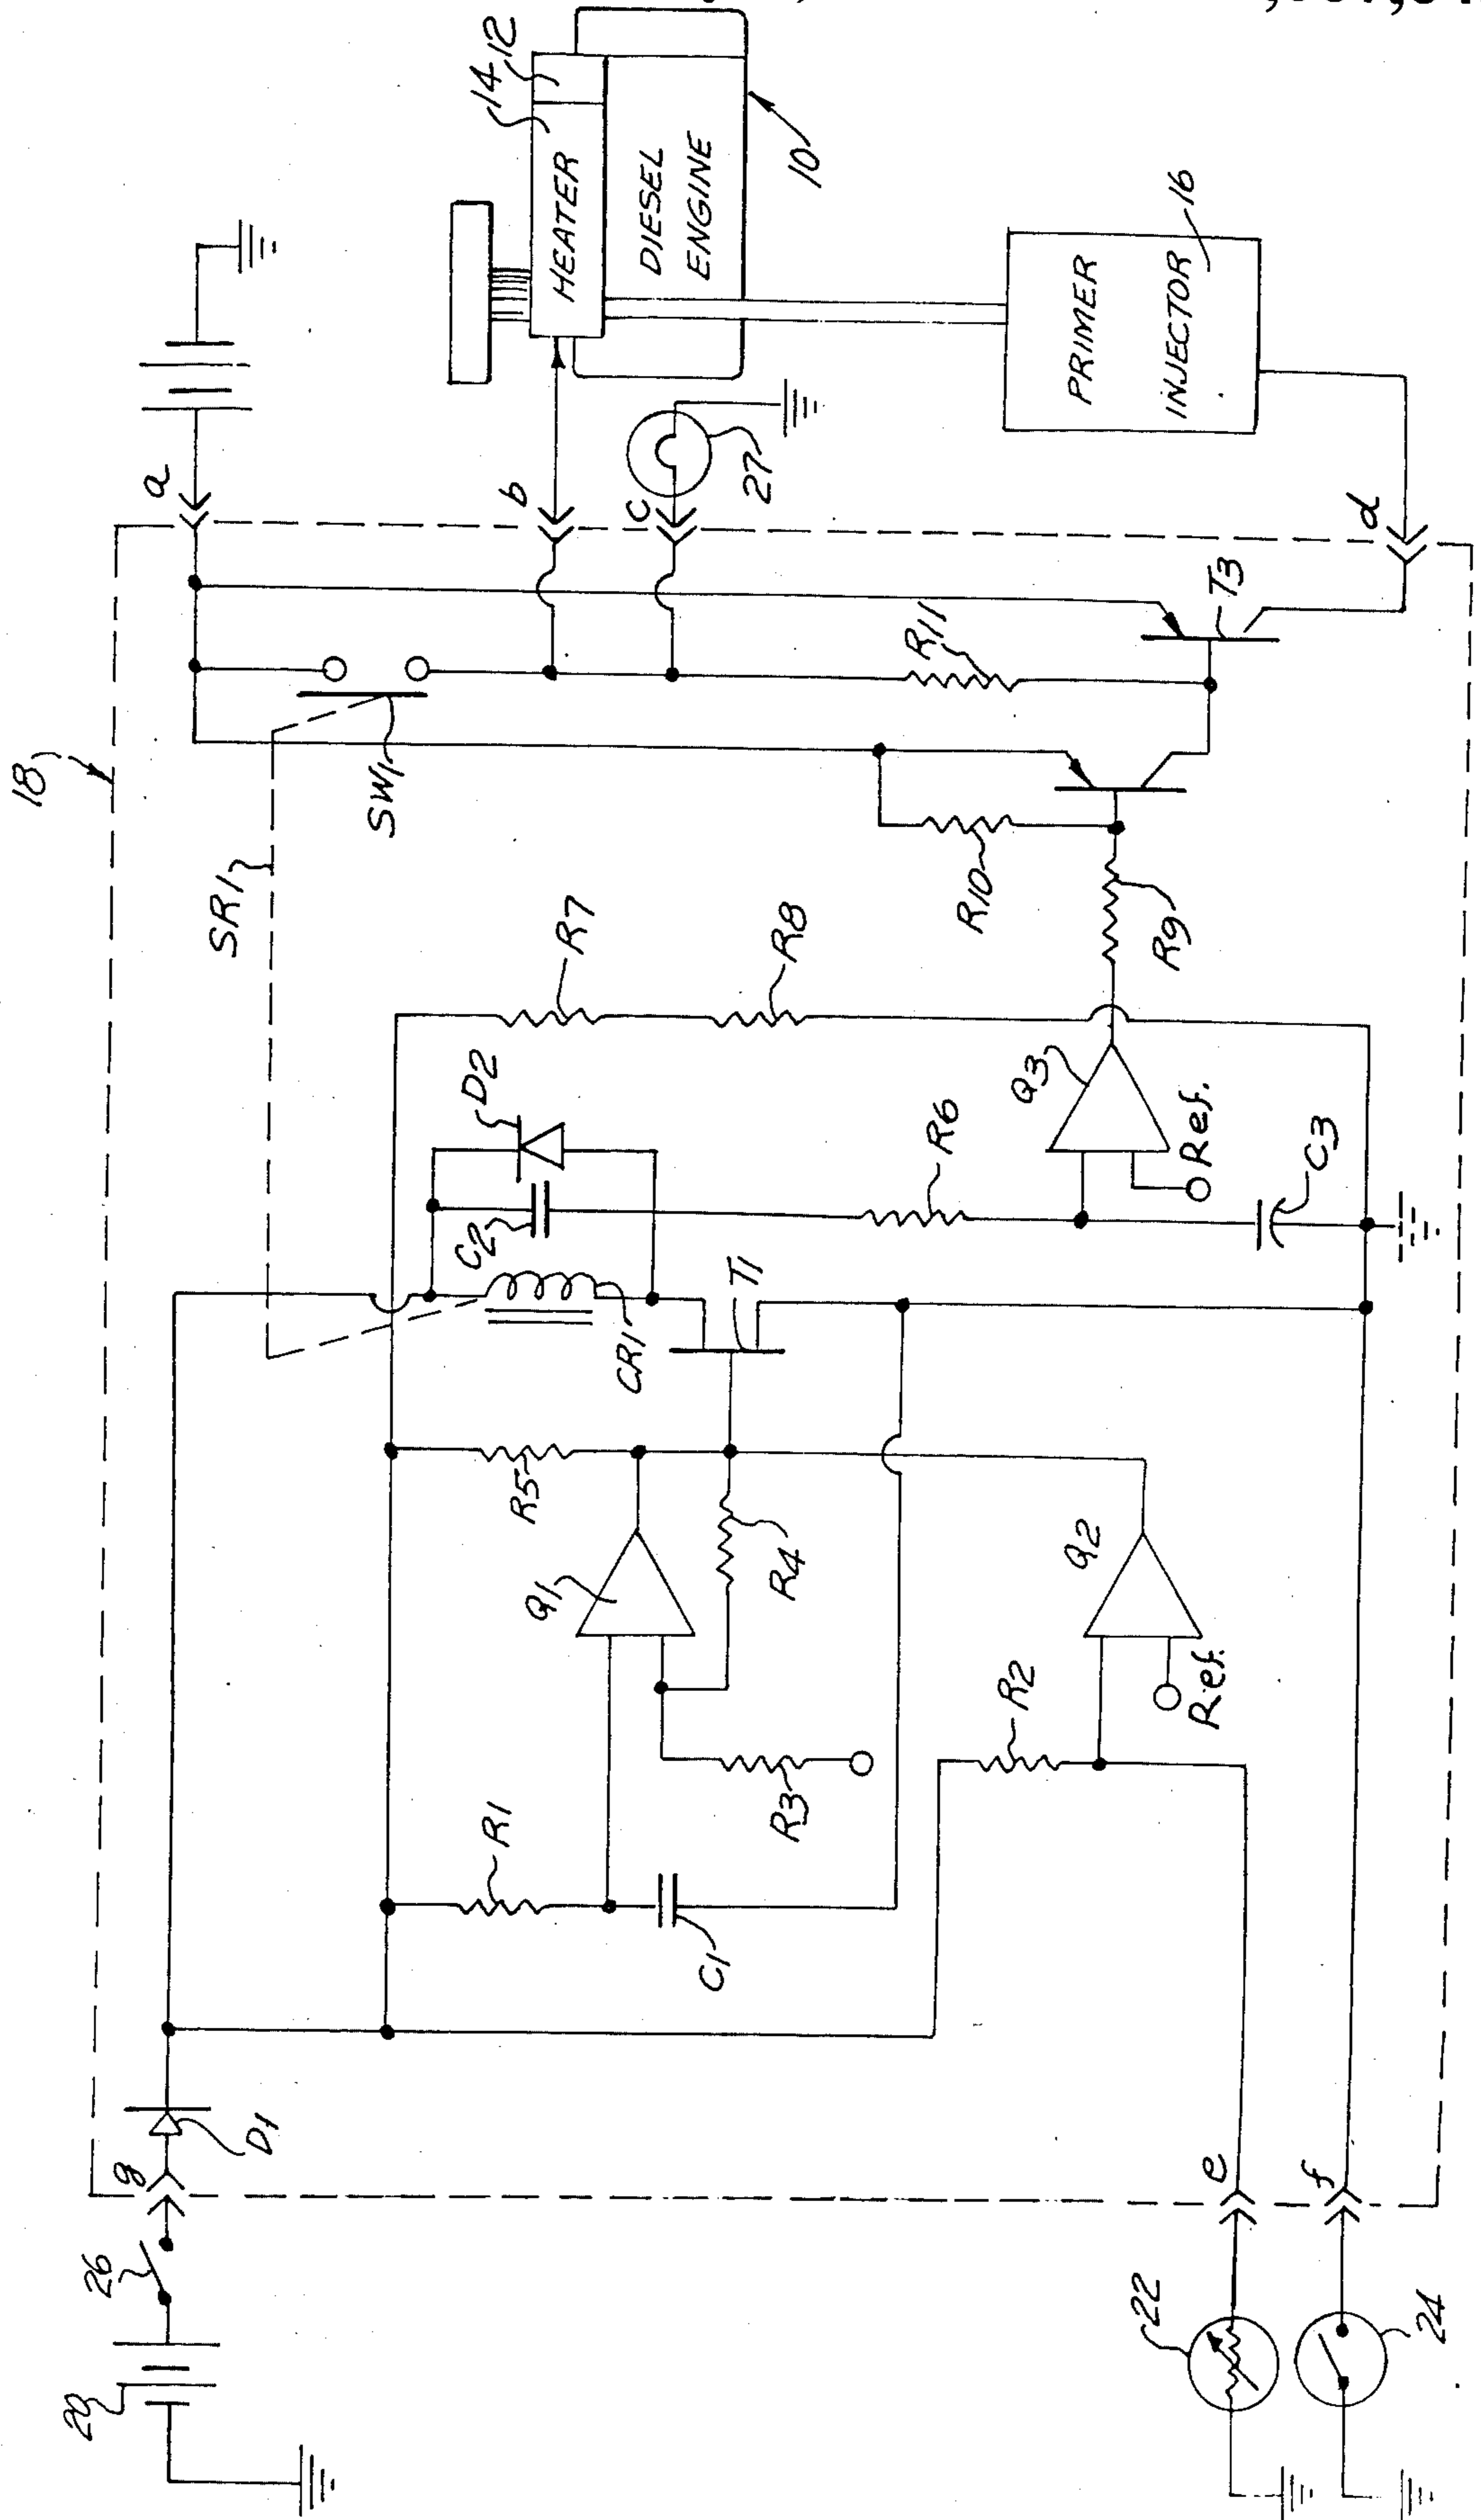 18
SR1
SW1
a
b
c
d
14
12
HEATER
DIESEL
ENGINE
10
27
PRIMER
INJECTOR
16
T3
R11
R10
R9
R7
R8
D2
C2
CR1
T1
R6
Q3
Ref.
C3
R5
Q1
R4
Q2
Ref.
R2
R3
R1
C1
D1
g
26
20
e
f
22
24